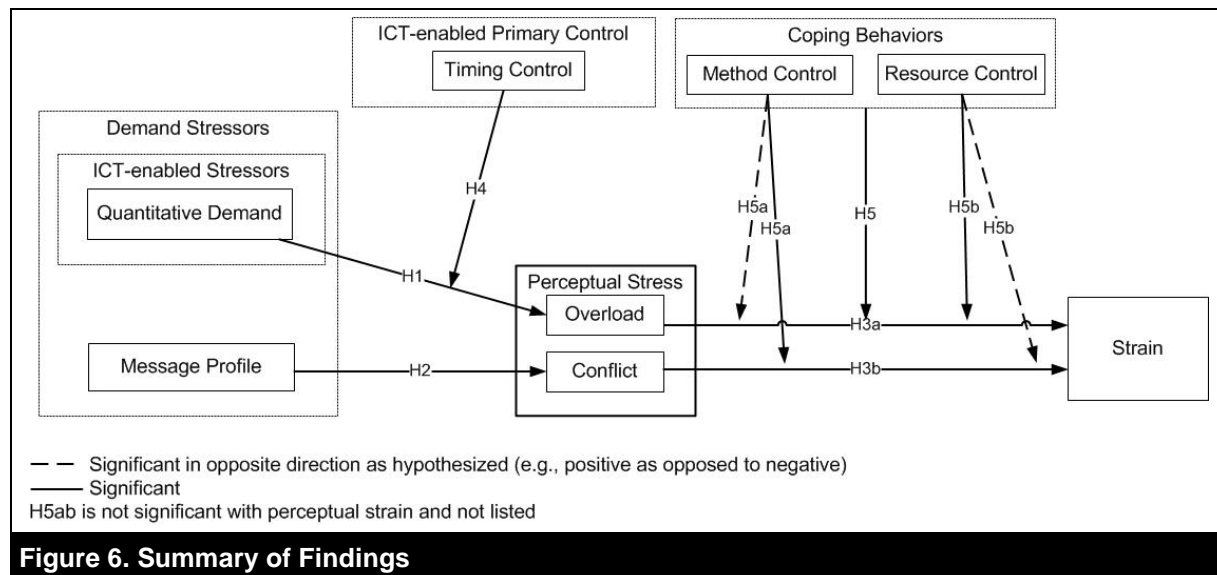 ICT-enabled Primary Control
Timing Control
Coping Behaviors
Method Control
Resource Control
Demand Stressors
ICT-enabled Stressors
Quantitative Demand
H4
H5a
H5a
H5
H5b
H5b
H1
Perceptual Stress
Overload
H3a
Strain
Message Profile
H2
Conflict
H3b
Significant in opposite direction as hypothesized (e.g., positive as opposed to negative)
Significant
H5ab is not significant with perceptual strain and not listed
Figure 6. Summary of Findings